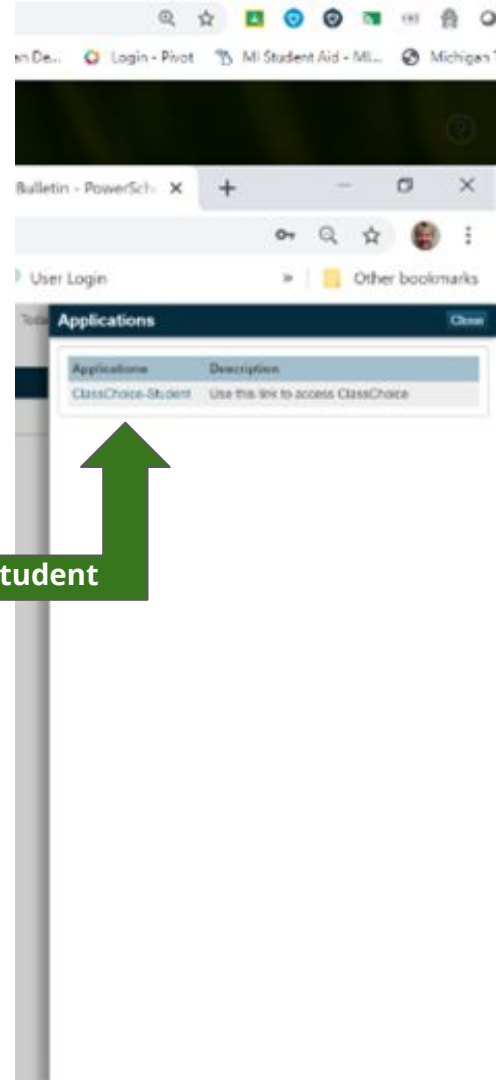 Login - Pivot MI Student Aid - MI... Michigan
Bulletin - PowerSch
User Login » Other bookmarks
Applications Close
Applications Description
ClassChoice-Student Use this link to access ClassChoice
tudent